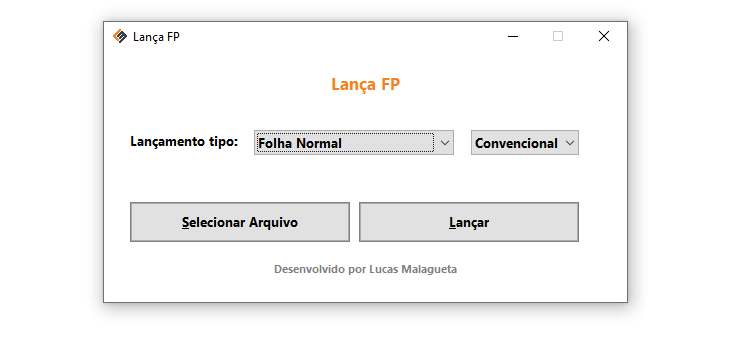 Lança FP
Lança FP
Lançamento tipo: Folha Normal Convencional
Selecionar Arquivo Lançar
Desenvolvido por Lucas Malagueta